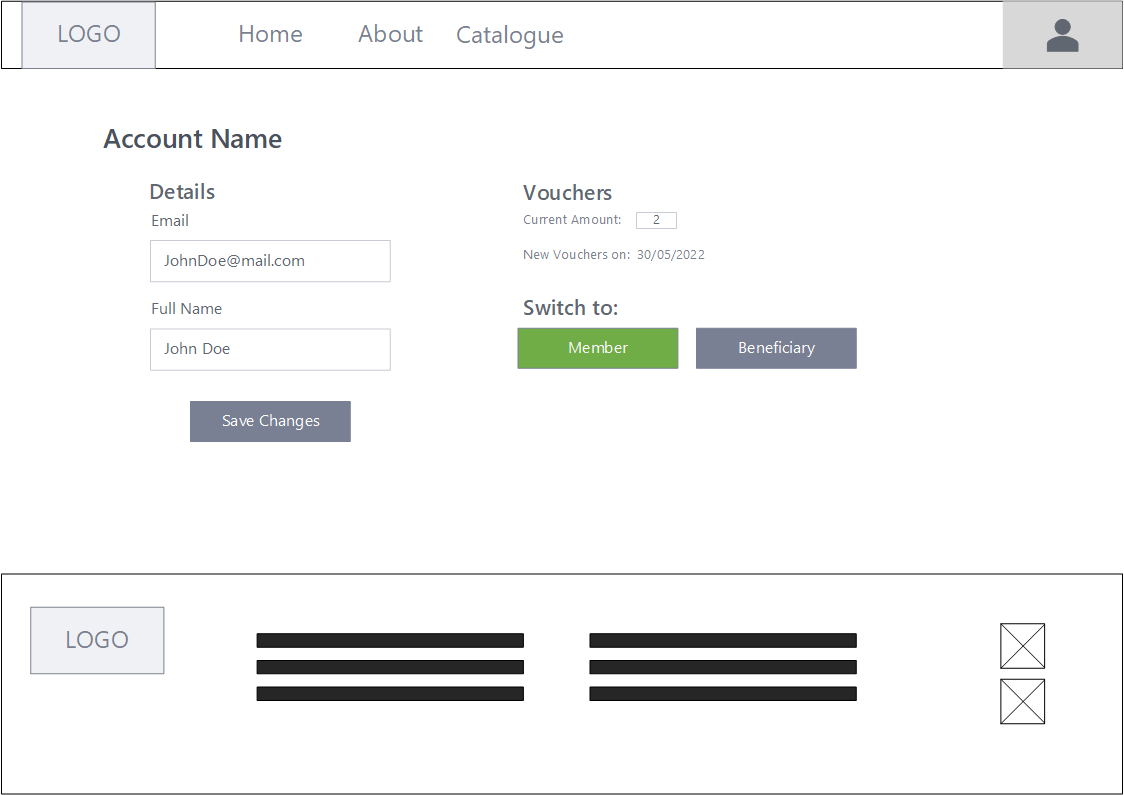 LOGO Home About Catalogue
Account Name
Details
Email
JohnDoe@mail.com
Full Name
John Doe
Save Changes
Vouchers
Current Amount: 2
New Vouchers on: 30/05/2022
Switch to:
Member Beneficiary
LOGO